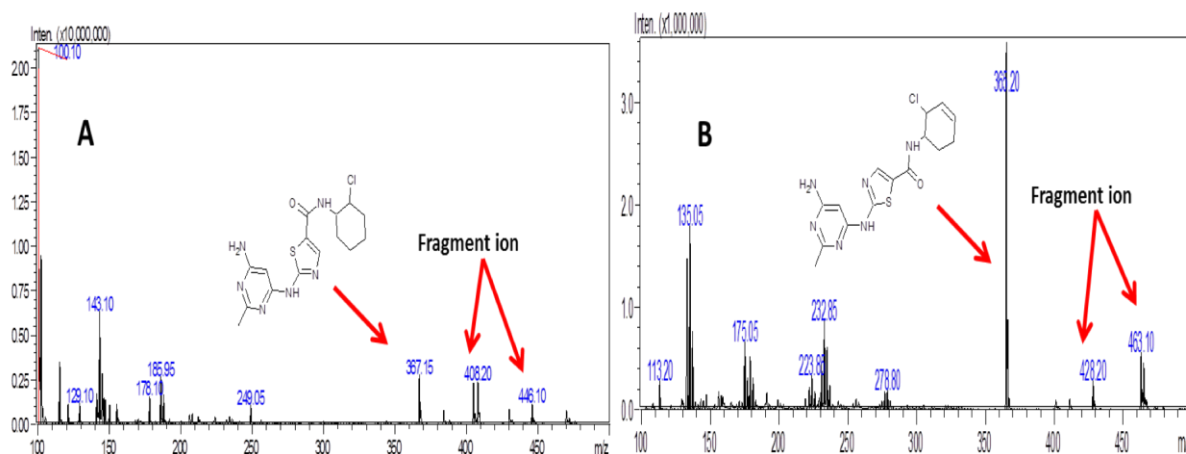 Inten. (x10,000,000)
100.10
2.00
1.75
1.50
1.25
1.00
0.75
0.50
0.25
0.00
A
Cl
O
NH
S
N
H₂N
N
N
NH
Fragment ion
143.10
129.10
178.10
185.95
249.05
367.15
408.20
446.10
100
150
200
250
300
350
400
450
m/z
Inten. (x1,000,000)
3.0
2.0
1.0
0.0
B
365.20
Cl
NH
N
O
S
H₂N
NH
N
N
Fragment ion
135.05
113.20
175.05
223.85
232.85
278.80
428.20
463.10
100
150
200
250
300
350
400
450